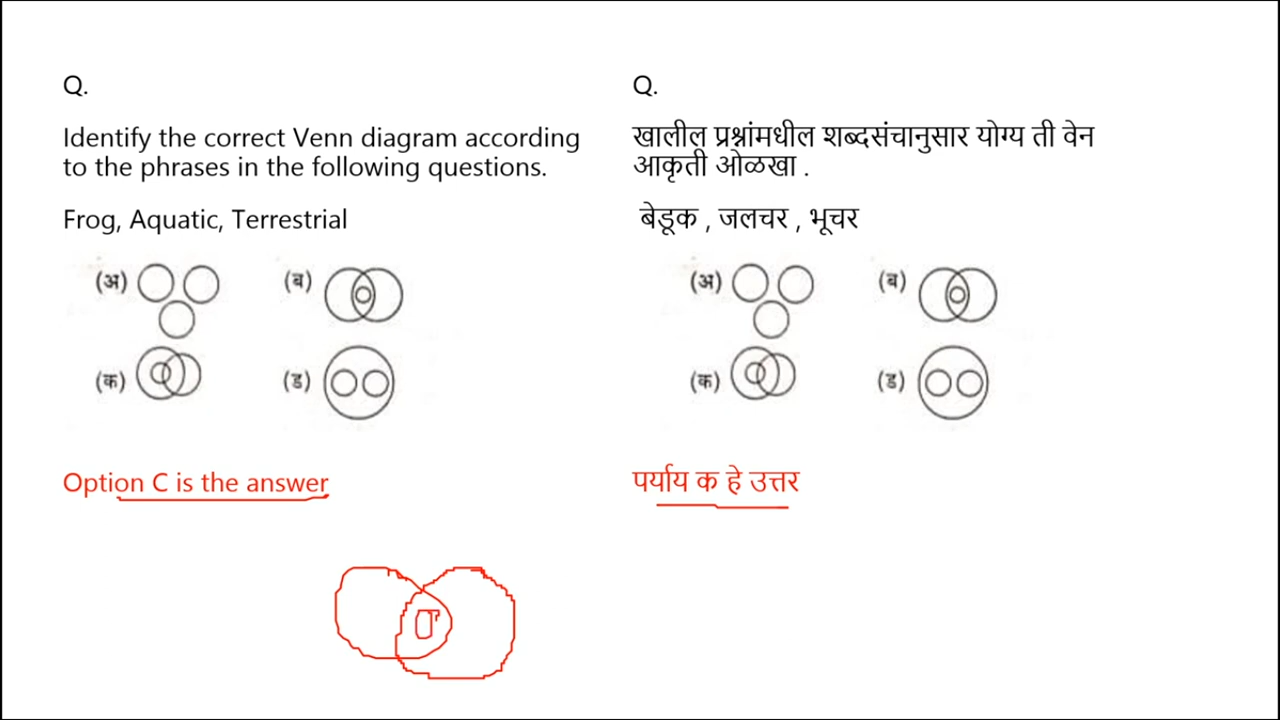 Q.
Identify the correct Venn diagram according
to the phrases in the following questions.
Frog, Aquatic, Terrestrial
(अ)
(ब)
(क)
(ड)
Option C is the answer
Q.
खालील प्रश्नांमधील शब्दसंचानुसार योग्य ती वेन
आकृती ओळखा .
बेडूक , जलचर , भूचर
(अ)
(ब)
(क)
(ड)
पर्याय क हे उत्तर